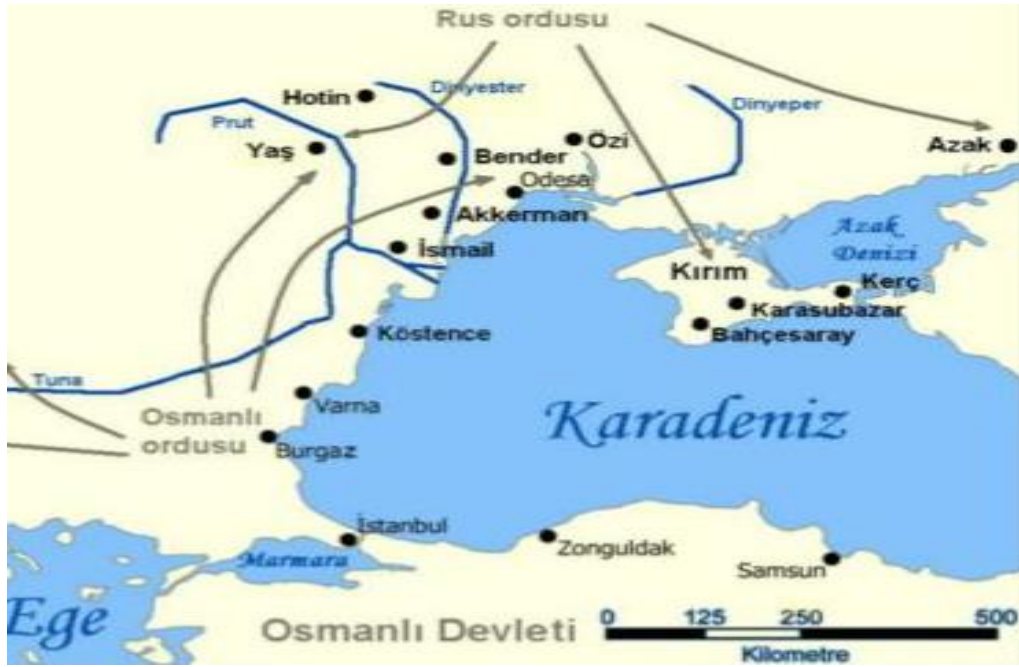 Rus ordusu
Hotin
Dinyester
Dinyeper
Prut
Yaş
Bender
Özi
Azak
Odesa
Akkerman
İsmail
Azak
Denizi
Kırım
Kerç
Karasubazar
Bahçesaray
Köstence
Tuna
Varna
Osmanlı
ordusu
Karadeniz
Burgaz
İstanbul
Zonguldak
Marmara
Samsun
Ege
Osmanlı Devleti
0 125 250 500
Kilometre